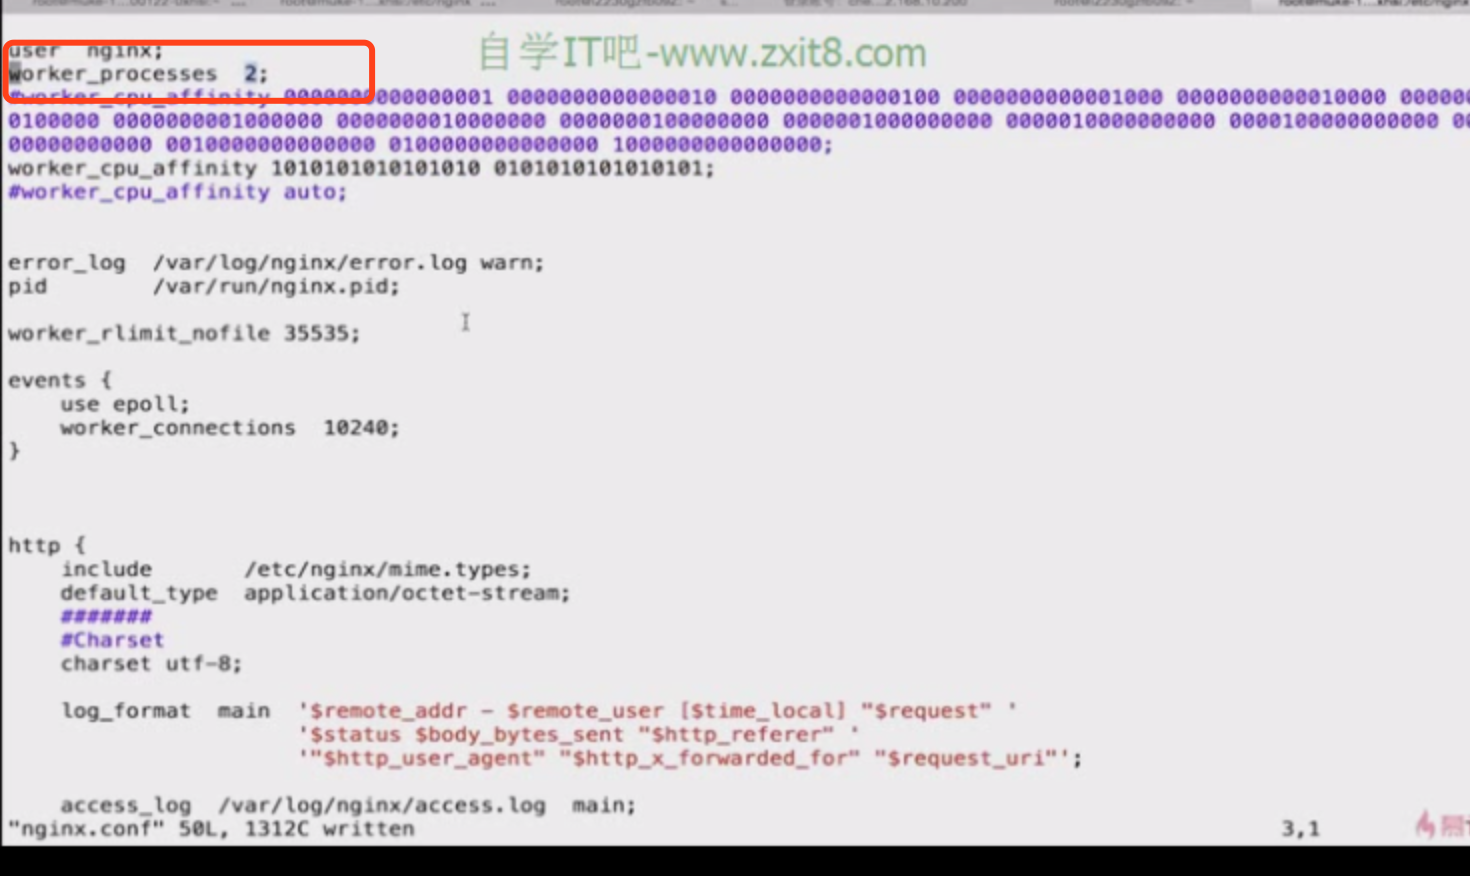 自学IT吧-www.zxit8.com
user  nginx;
worker_processes  2;
#worker_cpu_affinity 0000000000000001 0000000000000010 0000000000000100 0000000000001000 0000000000010000
0100000 0000000001000000 0000000010000000 0000000100000000 0000001000000000 0000010000000000 0000100000000000
00000000000 0010000000000000 0100000000000000 1000000000000000;
worker_cpu_affinity 1010101010101010 0101010101010101;
#worker_cpu_affinity auto;
error_log  /var/log/nginx/error.log warn;
pid        /var/run/nginx.pid;
worker_rlimit_nofile 35535;
events {
    use epoll;
    worker_connections  10240;
}
http {
    include       /etc/nginx/mime.types;
    default_type  application/octet-stream;
    #######
    #Charset
    charset utf-8;
    log_format  main  '$remote_addr - $remote_user [$time_local] "$request" '
                      '$status $body_bytes_sent "$http_referer" '
                      '"$http_user_agent" "$http_x_forwarded_for" "$request_uri"';
    access_log  /var/log/nginx/access.log  main;
"nginx.conf" 50L, 1312C written                                3,1